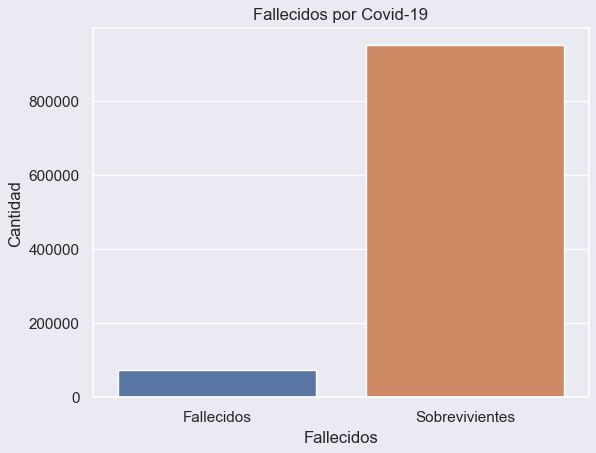 Fallecidos por Covid-19
Cantidad
800000
600000
400000
200000
0
Fallecidos
Sobrevivientes
Fallecidos